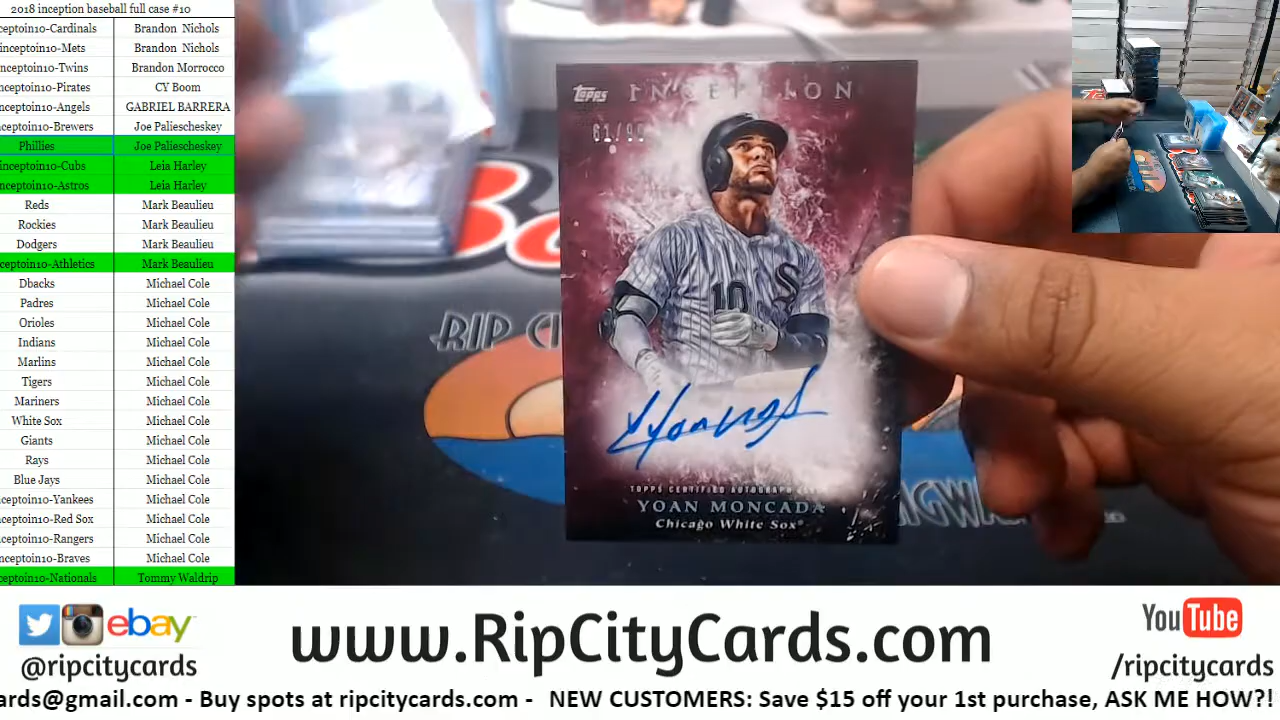 2018 inception baseball full case #10
nceptoin10-Cardinals Brandon Nichols
inceptoin10-Mets Brandon Nichols
nceptoin10-Twins Brandon Morrocco
nceptoin10-Pirates CY Boom
nceptoin10-Angels GABRIEL BARRERA
nceptoin10-Brewers Joe Paliescheskey
Phillies Joe Paliescheskey
inceptoin10-Cubs Leia Harley
inceptoin10-Astros Leia Harley
Reds Mark Beaulieu
Rockies Mark Beaulieu
Dodgers Mark Beaulieu
ceptoin10-Athletics Mark Beaulieu
Dbacks Michael Cole
Padres Michael Cole
Orioles Michael Cole
Indians Michael Cole
Marlins Michael Cole
Tigers Michael Cole
Mariners Michael Cole
White Sox Michael Cole
Giants Michael Cole
Rays Michael Cole
Blue Jays Michael Cole
nceptoin10-Yankees Michael Cole
nceptoin10-Red Sox Michael Cole
nceptoin10-Rangers Michael Cole
nceptoin10-Braves Michael Cole
ceptoin10-Nationals Tommy Waldrip
Topps INCEPTION
61/99
10
TOPPS CERTIFIED AUTOGRAPH
YOAN MONCADA
Chicago White Sox®
RIP
ebay
@ripcitycards
www.RipCityCards.com
YouTube
/ripcitycards
ards@gmail.com - Buy spots at ripcitycards.com - NEW CUSTOMERS: Save $15 off your 1st purchase, ASK ME HOW?!